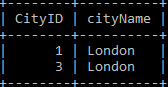 +--------+----------+
| CityID | cityName |
+--------+----------+
|      1 | London   |
|      3 | London   |
+--------+----------+